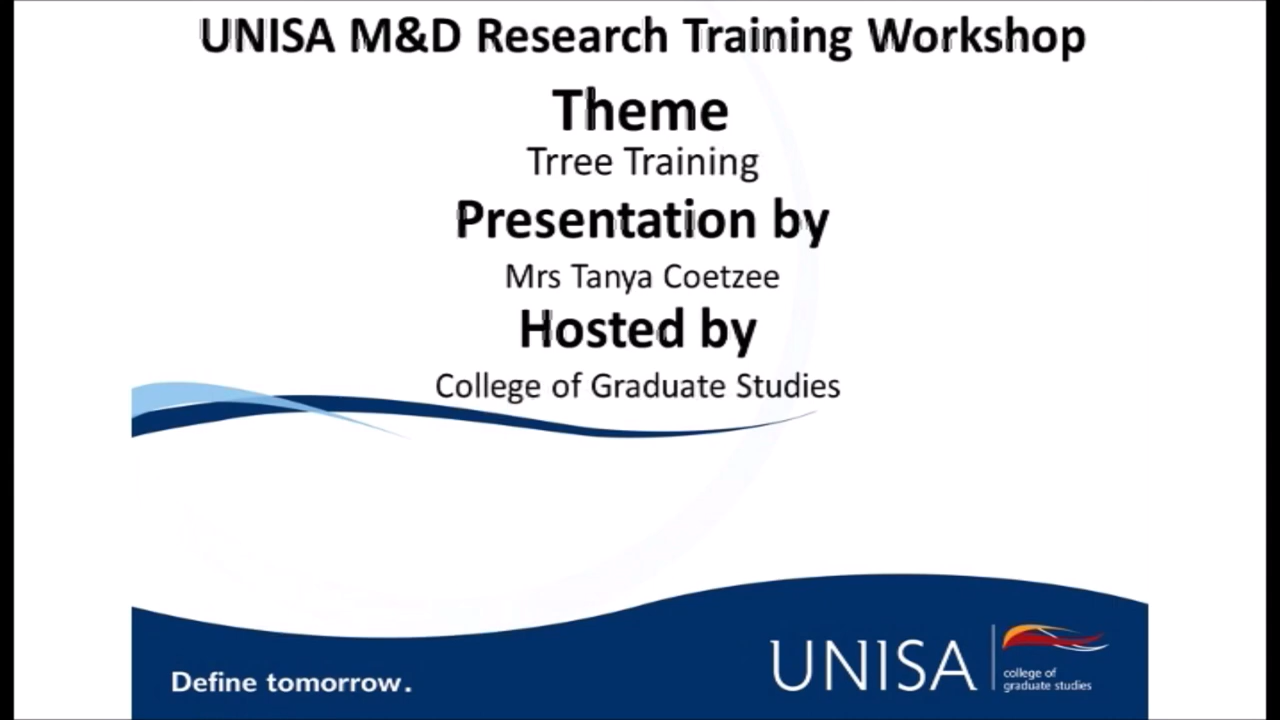 UNISA M&D Research Training Workshop
Theme
Trree Training
Presentation by
Mrs Tanya Coetzee
Hosted by
College of Graduate Studies
Define tomorrow.
UNISA
college of
graduate studies